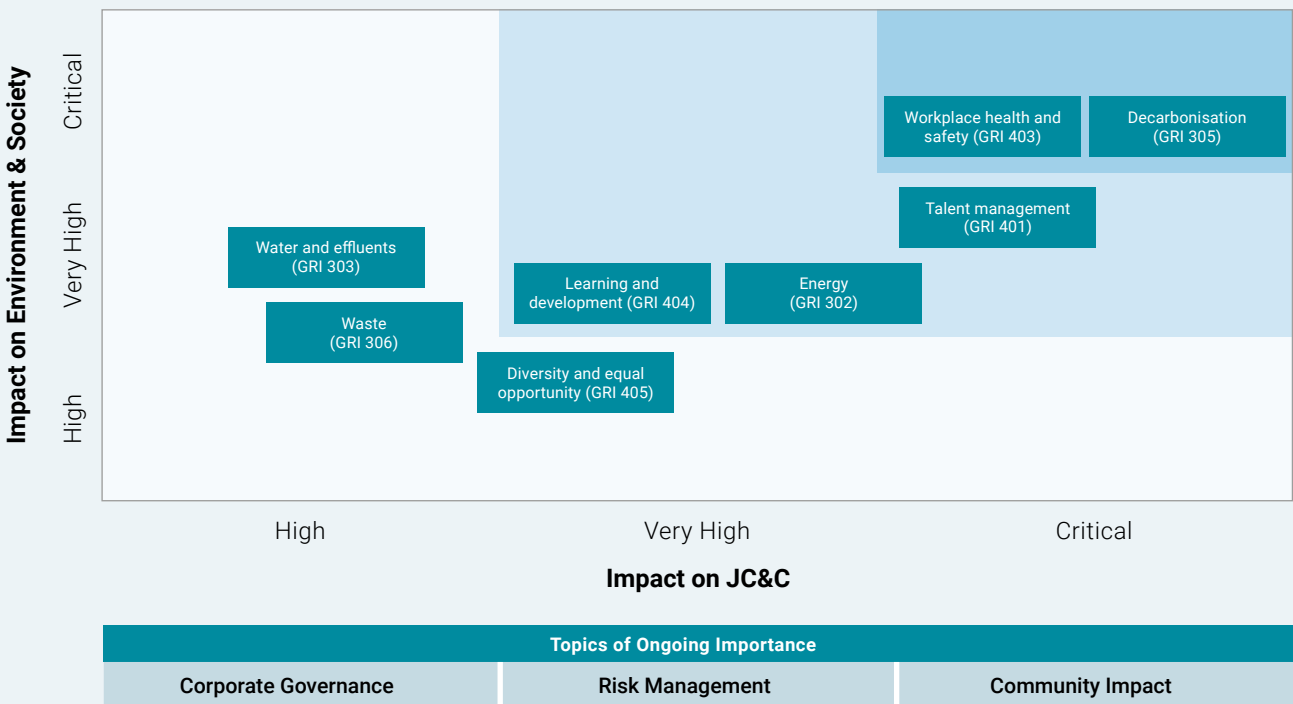 Impact on Environment & Society
Critical
Very High
High
Workplace health and
safety (GRI 403)
Decarbonisation
(GRI 305)
Talent management
(GRI 401)
Water and effluents
(GRI 303)
Learning and
development (GRI 404)
Energy
(GRI 302)
Waste
(GRI 306)
Diversity and equal
opportunity (GRI 405)
High
Very High
Critical
Impact on JC&C
Topics of Ongoing Importance
Corporate Governance
Risk Management
Community Impact